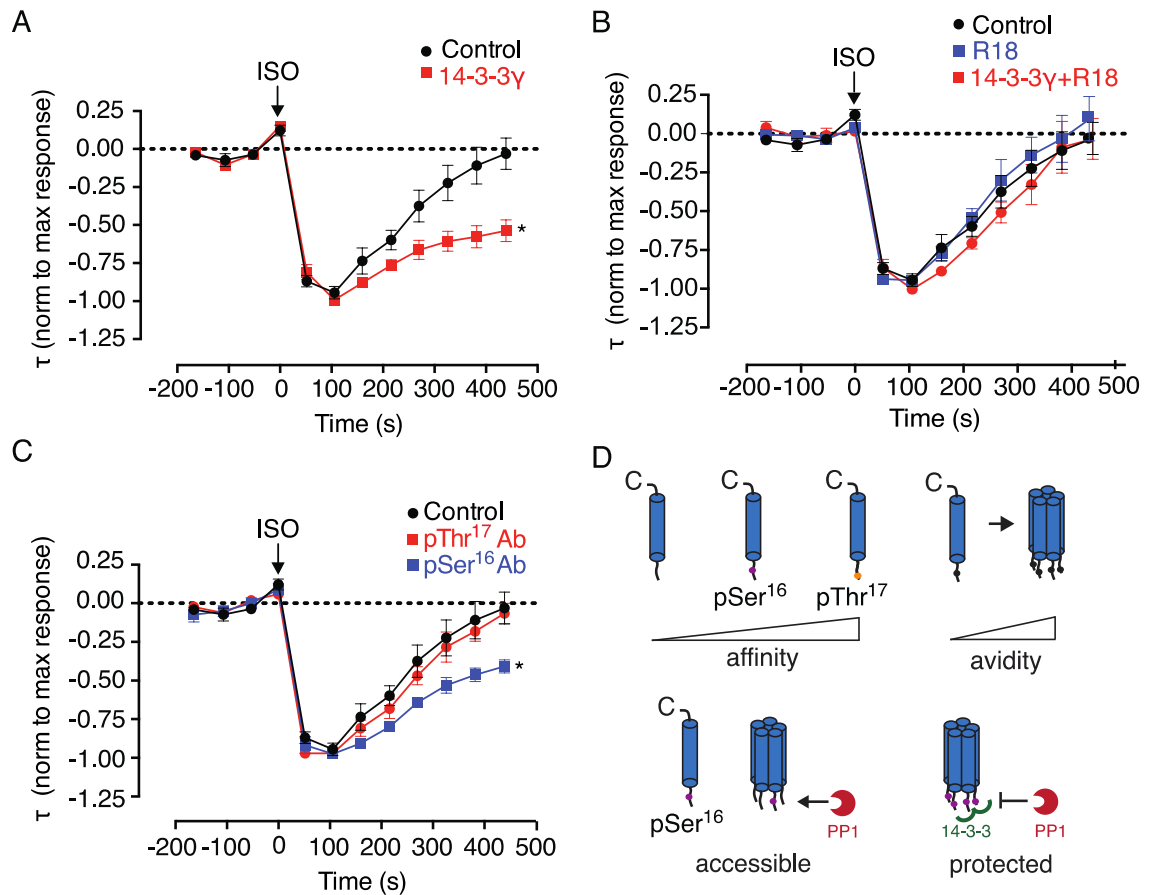 A
Control
14-3-3γ
ISO
τ (norm to max response)
0.25
0.00
-0.25
-0.50
-0.75
-1.00
-1.25
-200 -100 0 100 200 300 400 500
Time (s)
*
B
Control
R18
14-3-3γ+R18
ISO
τ (norm to max response)
0.25
0.00
-0.25
-0.50
-0.75
-1.00
-1.25
-200 -100 0 100 200 300 400 500
Time (s)
C
Control
pThr¹⁷ Ab
pSer¹⁶ Ab
ISO
τ (norm to max response)
0.25
0.00
-0.25
-0.50
-0.75
-1.00
-1.25
-200 -100 0 100 200 300 400 500
Time (s)
*
D
C C C C
pSer¹⁶ pThr¹⁷
affinity avidity
C
pSer¹⁶
PP1
14-3-3 PP1
accessible protected